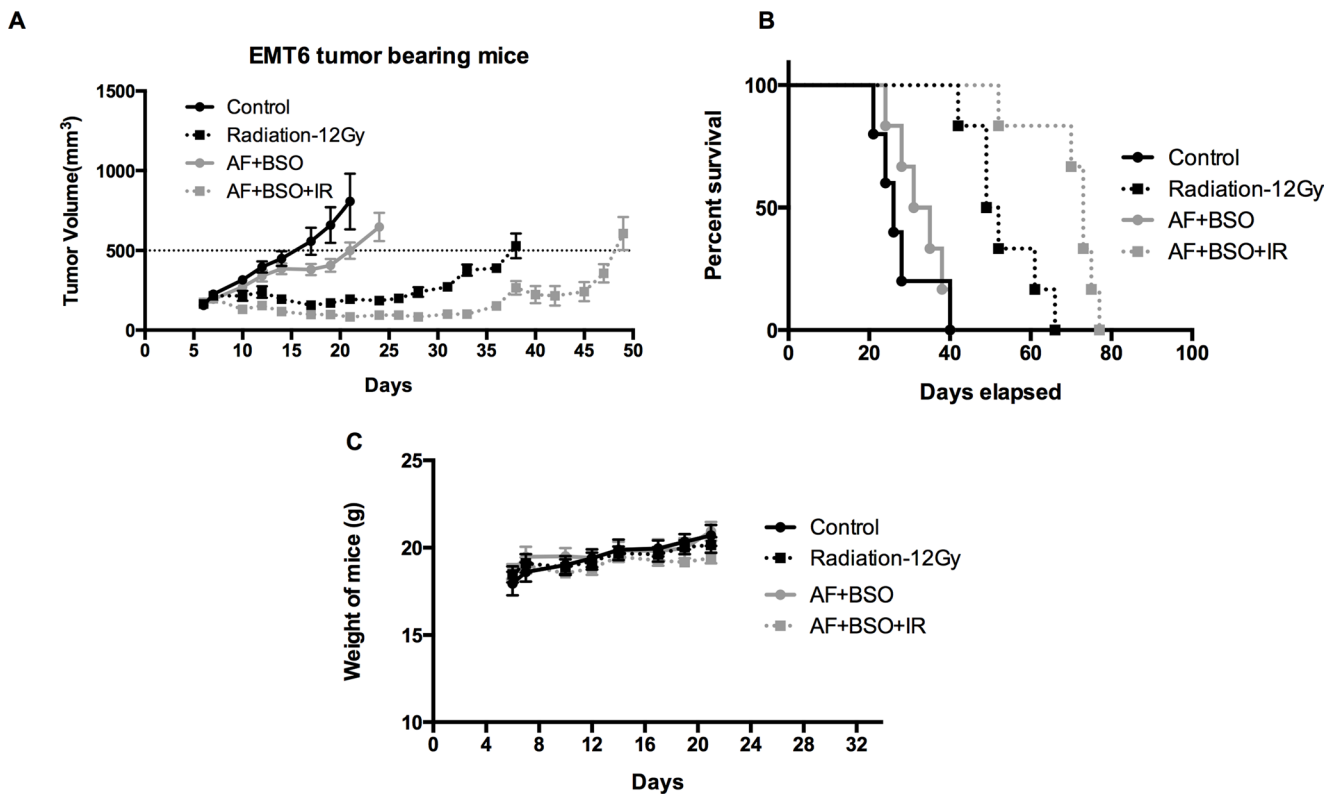 A
EMT6 tumor bearing mice
Tumor Volume(mm³)
1500
1000
500
0
Control
Radiation-12Gy
AF+BSO
AF+BSO+IR
0 5 10 15 20 25 30 35 40 45 50
Days
B
Percent survival
100
50
0
Control
Radiation-12Gy
AF+BSO
AF+BSO+IR
0 20 40 60 80 100
Days elapsed
C
Weight of mice (g)
25
20
15
10
Control
Radiation-12Gy
AF+BSO
AF+BSO+IR
0 4 8 12 16 20 24 28 32
Days